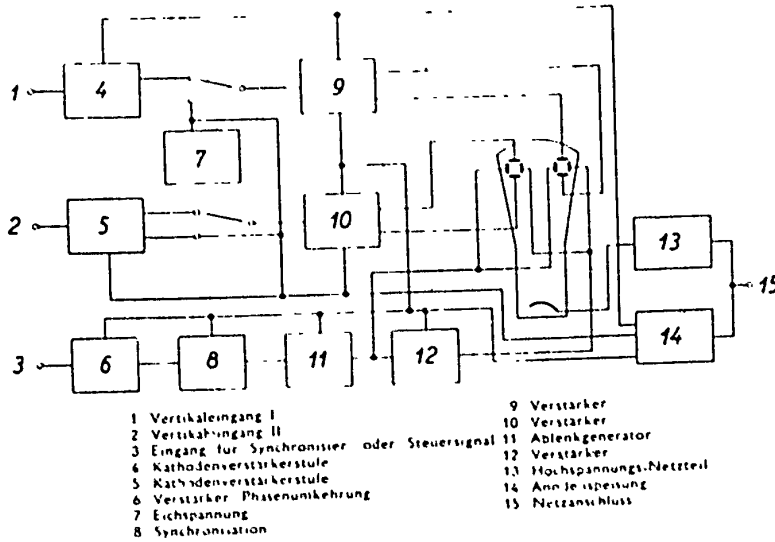 1
4
9
7
2
5
10
13
15
3
6
8
11
12
14
1 Vertikaleingang I
2 Vertikaleingang II
3 Eingang für Synchronisier oder Steuersignal
4 Kathodenverstärkerstufe
5 Kathodenverstärkerstufe
6 Verstärker Phasenumkehrung
7 Eichspannung
8 Synchronisation
9 Verstärker
10 Verstärker
11 Ablenkgenerator
12 Verstärker
13 Hochspannungs-Netzteil
14 Anodenspeisung
15 Netzanschluss